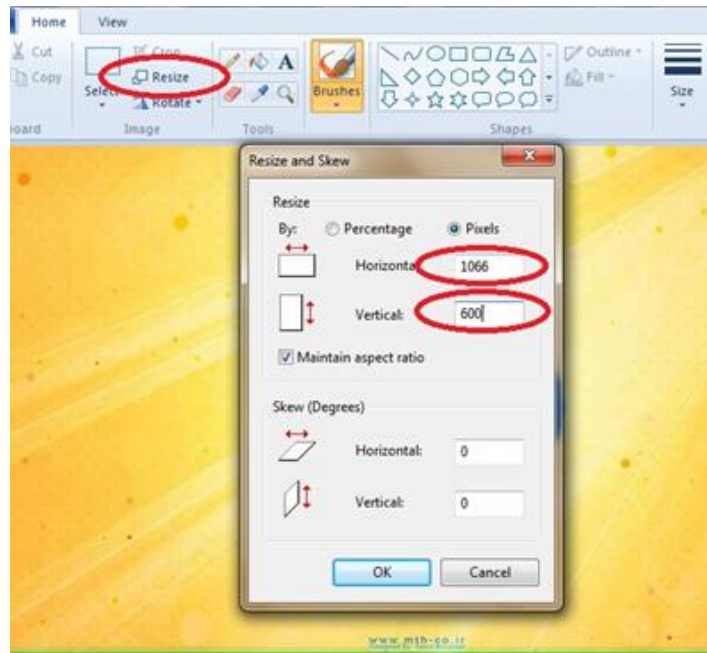 Home View
Cut
Copy
Select
Crop
Resize
Rotate
A
Brushes
Outline
Fill
Size
Image
Tools
Shapes
Resize and Skew
Resize
By: Percentage Pixels
Horizonta 1066
Vertical: 600
Maintain aspect ratio
Skew (Degrees)
Horizontal: 0
Vertical: 0
OK Cancel
www.mth-co.ir